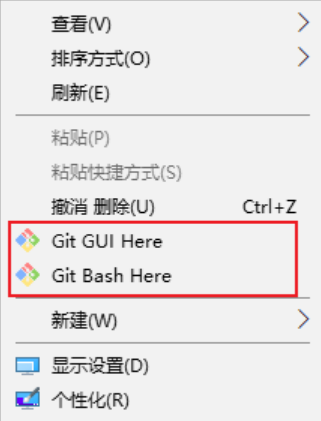 查看(V)
排序方式(O)
刷新(E)
粘贴(P)
粘贴快捷方式(S)
撤消 删除(U) Ctrl+Z
Git GUI Here
Git Bash Here
新建(W)
显示设置(D)
个性化(R)